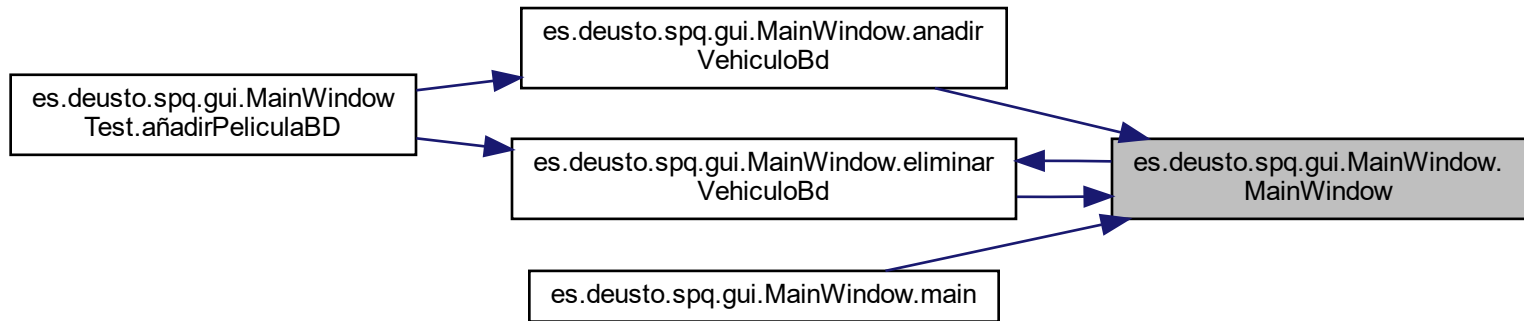 es.deusto.spq.gui.MainWindow
Test.añadirPeliculaBD
es.deusto.spq.gui.MainWindow.anadir
VehiculoBd
es.deusto.spq.gui.MainWindow.eliminar
VehiculoBd
es.deusto.spq.gui.MainWindow.main
es.deusto.spq.gui.MainWindow.
MainWindow